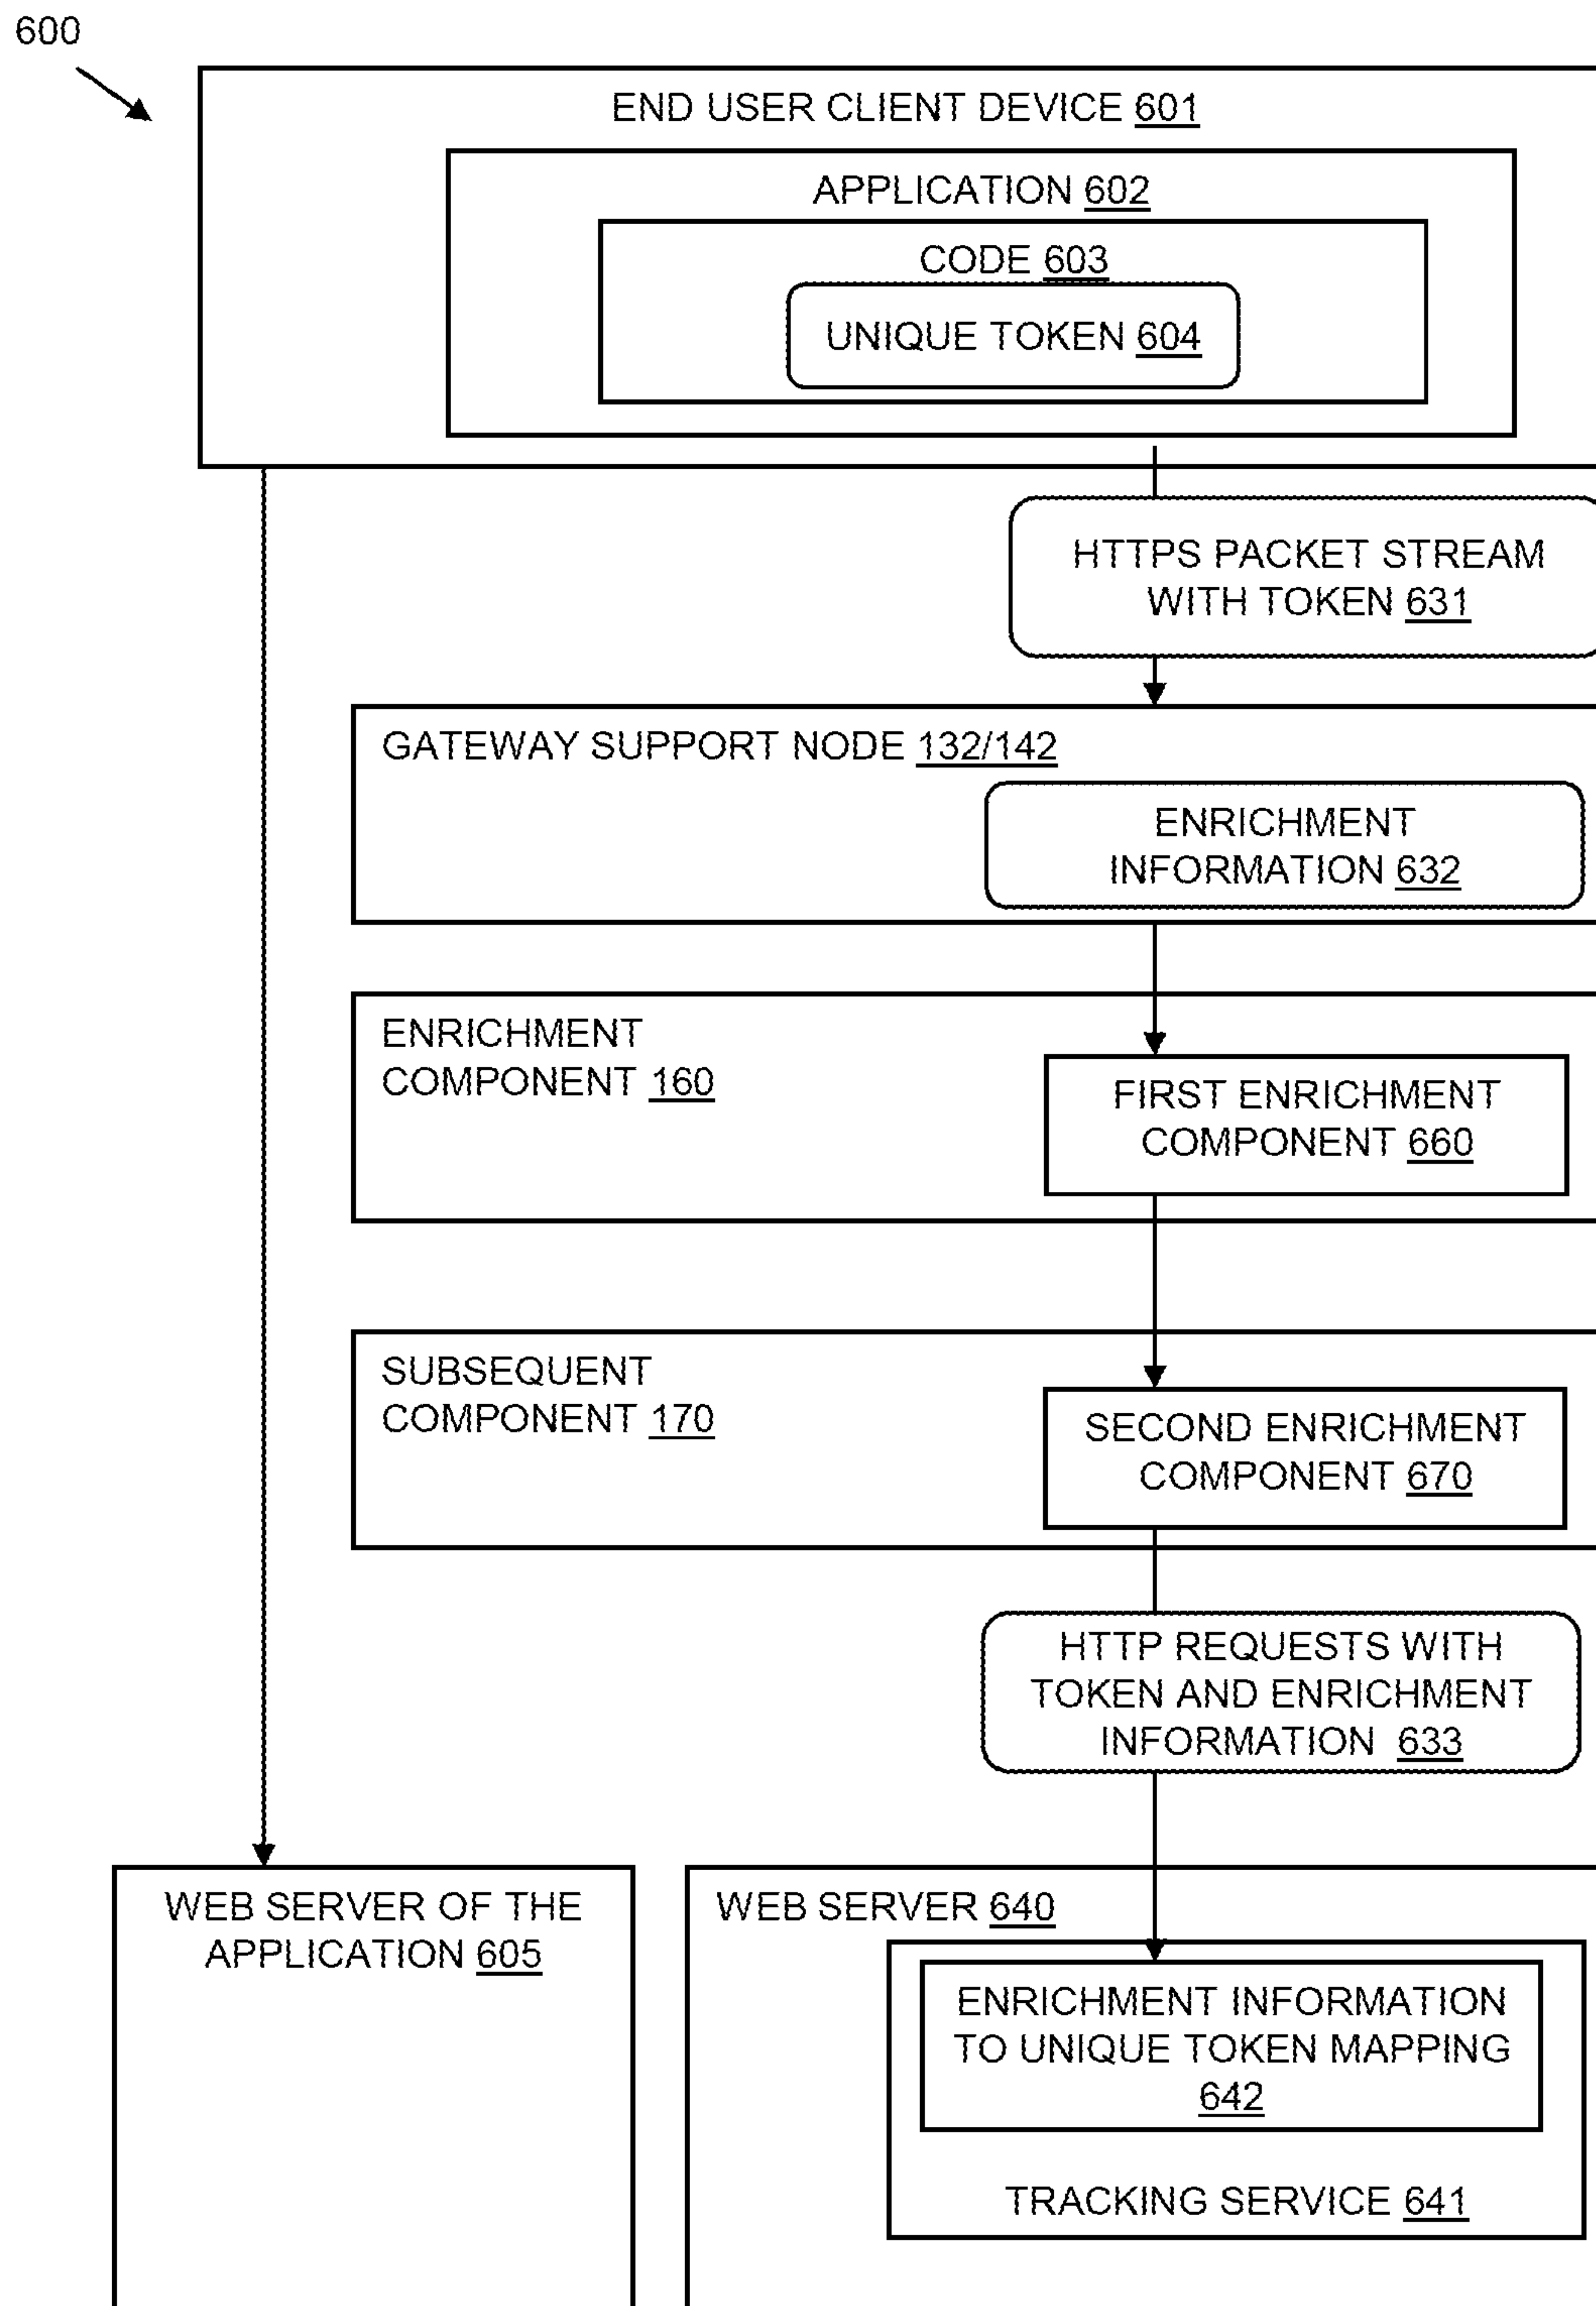 600
END USER CLIENT DEVICE 601
APPLICATION 602
CODE 603
UNIQUE TOKEN 604
HTTPS PACKET STREAM
WITH TOKEN 631
GATEWAY SUPPORT NODE 132/142
ENRICHMENT
INFORMATION 632
ENRICHMENT
COMPONENT 160
FIRST ENRICHMENT
COMPONENT 660
SUBSEQUENT
COMPONENT 170
SECOND ENRICHMENT
COMPONENT 670
HTTP REQUESTS WITH
TOKEN AND ENRICHMENT
INFORMATION 633
WEB SERVER OF THE
APPLICATION 605
WEB SERVER 640
ENRICHMENT INFORMATION
TO UNIQUE TOKEN MAPPING
642
TRACKING SERVICE 641